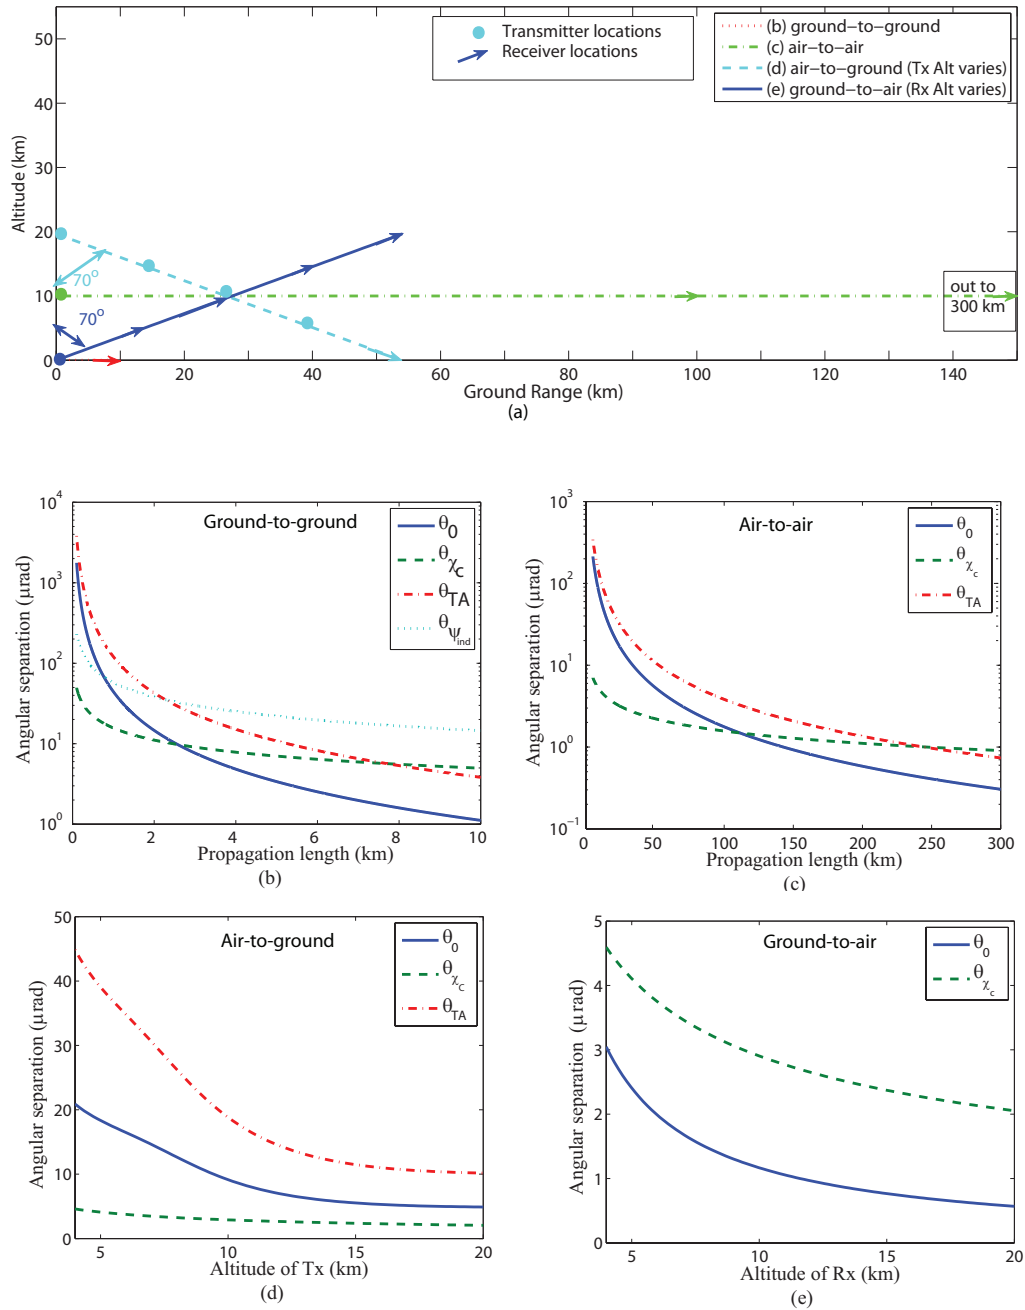 Transmitter locations
Receiver locations
(b) ground−to−ground
(c) air−to−air
(d) air−to−ground (Tx Alt varies)
(e) ground−to−air (Rx Alt varies)
Altitude (km)
50
40
30
20
10
0
70°
70°
out to
300 km
0 20 40 60 80 100 120 140
Ground Range (km)
(a)
Ground-to-ground
θ0
θχc
θTA
θψind
Angular separation (μrad)
10^4
10^3
10^2
10^1
10^0
0 2 4 6 8 10
Propagation length (km)
(b)
Air-to-air
θ0
θχc
θTA
Angular separation (μrad)
10^3
10^2
10^1
10^0
10^−1
0 50 100 150 200 250 300
Propagation length (km)
(c)
Air-to-ground
θ0
θχc
θTA
Angular separation (μrad)
50
40
30
20
10
0
5 10 15 20
Altitude of Tx (km)
(d)
Ground-to-air
θ0
θχc
Angular separation (μrad)
5
4
3
2
1
0
5 10 15 20
Altitude of Rx (km)
(e)